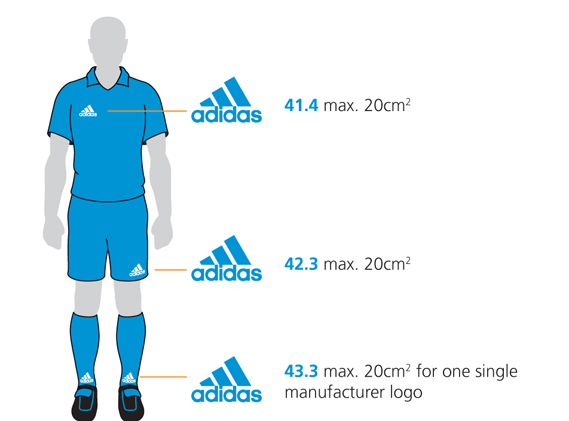 adidas
adidas
41.4 max. 20cm²
adidas
adidas
42.3 max. 20cm²
adidas
adidas
adidas
43.3 max. 20cm² for one single
manufacturer logo